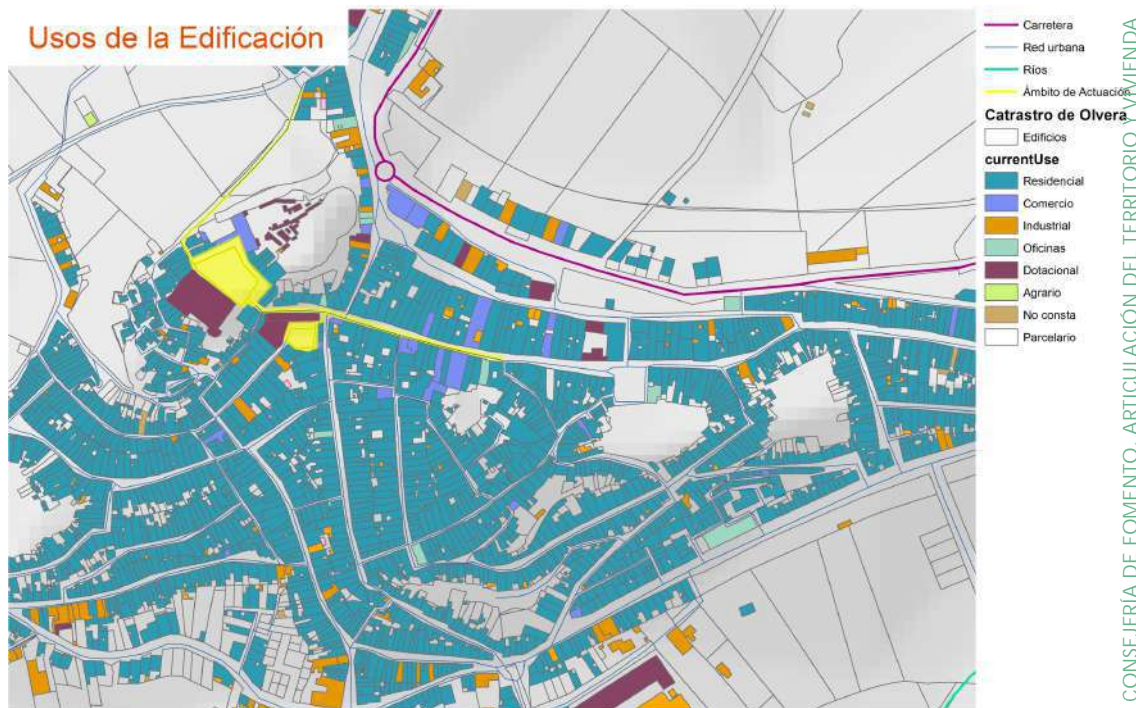 Usos de la Edificación
Carretera
Red urbana
Ríos
Ámbito de Actuación
Catrastro de Olvera
Edificios
currentUse
Residencial
Comercio
Industrial
Oficinas
Dotacional
Agrario
No consta
Parcelario
CONSEJERÍA DE FOMENTO, ARTICULACIÓN DEL TERRITORIO Y VIVIENDA